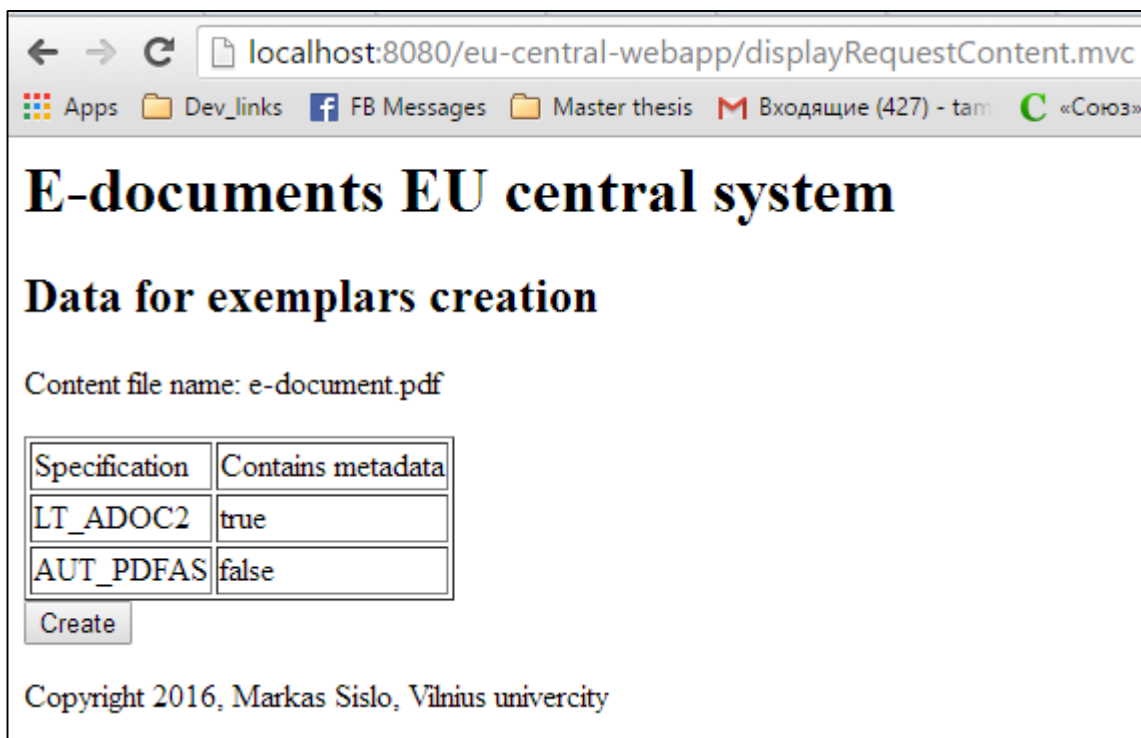 localhost:8080/eu-central-webapp/displayRequestContent.mvc
Apps Dev_links FB Messages Master thesis Входящие (427) - tam «Союз»
E-documents EU central system
Data for exemplars creation
Content file name: e-document.pdf
Specification Contains metadata
LT_ADOC2 true
AUT_PDFAS false
Create
Copyright 2016, Markas Sislo, Vilnius univercity